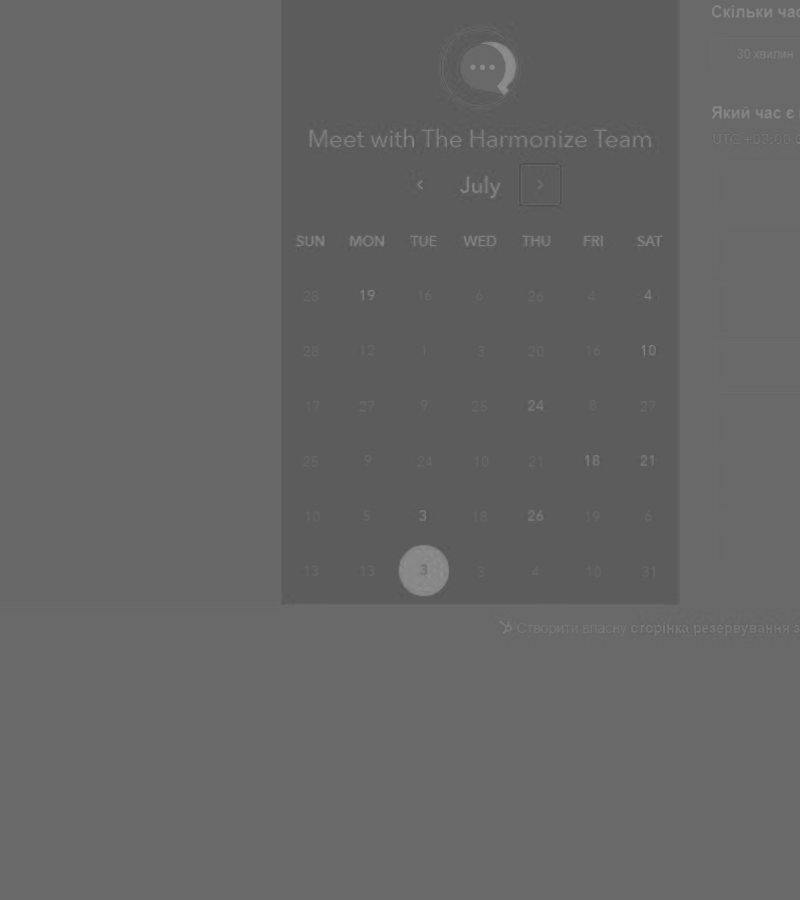 Скільки час
30 хвилин
Який час є
UTC +02:00
Meet with The Harmonize Team
July
SUN MON TUE WED THU FRI SAT
28 19 16 6 26 4 4
28 12 1 3 20 16 10
17 27 9 25 24 8 27
25 9 24 10 21 18 21
10 5 3 18 26 19 6
13 13 3 3 4 10 31
Створити власну сторінка резервування з